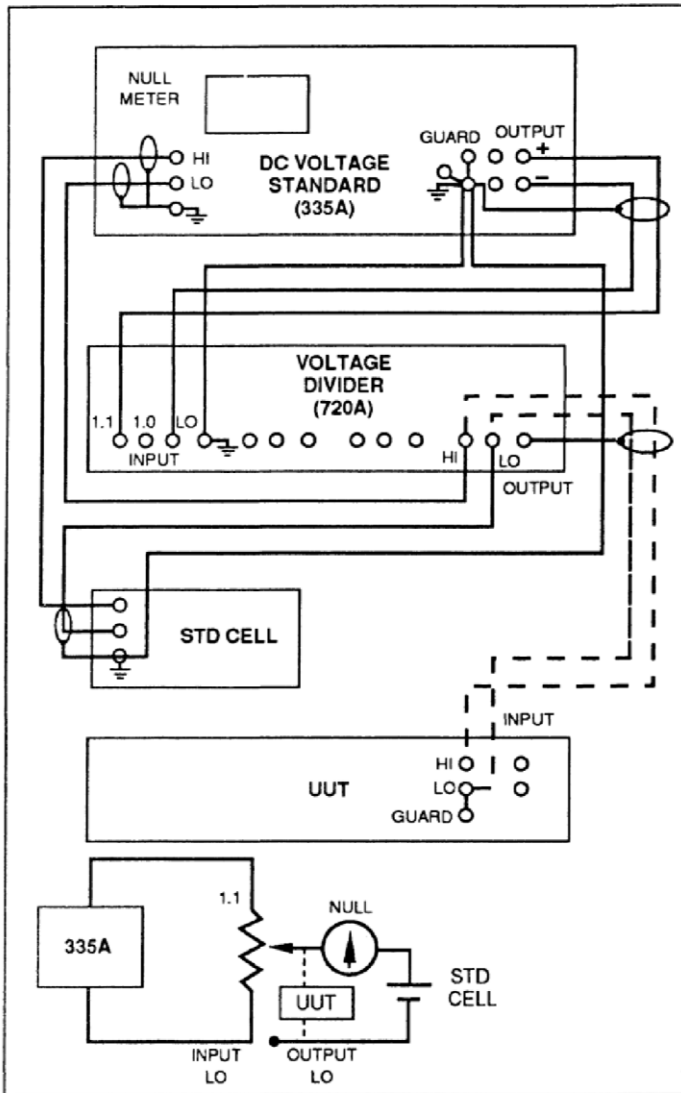 NULL
METER
GUARD
OUTPUT
+
−
HI
LO
DC VOLTAGE
STANDARD
(335A)
VOLTAGE
DIVIDER
(720A)
1.1
1.0
LO
INPUT
HI
LO
OUTPUT
STD CELL
INPUT
HI
LO
GUARD
UUT
1.1
335A
NULL
UUT
STD
CELL
INPUT
LO
OUTPUT
LO